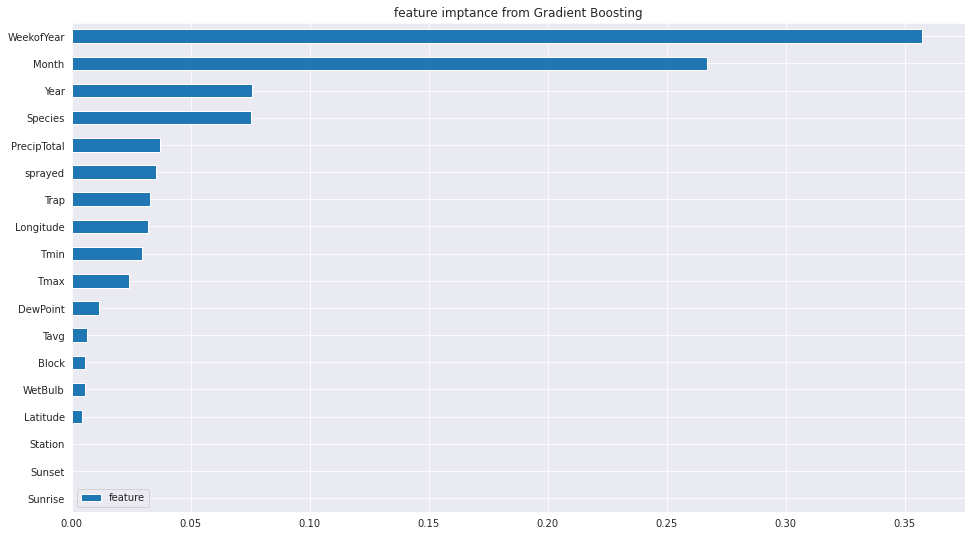 feature imptance from Gradient Boosting
WeekofYear
Month
Year
Species
PrecipTotal
sprayed
Trap
Longitude
Tmin
Tmax
DewPoint
Tavg
Block
WetBulb
Latitude
Station
Sunset
Sunrise
feature
0.00 0.05 0.10 0.15 0.20 0.25 0.30 0.35